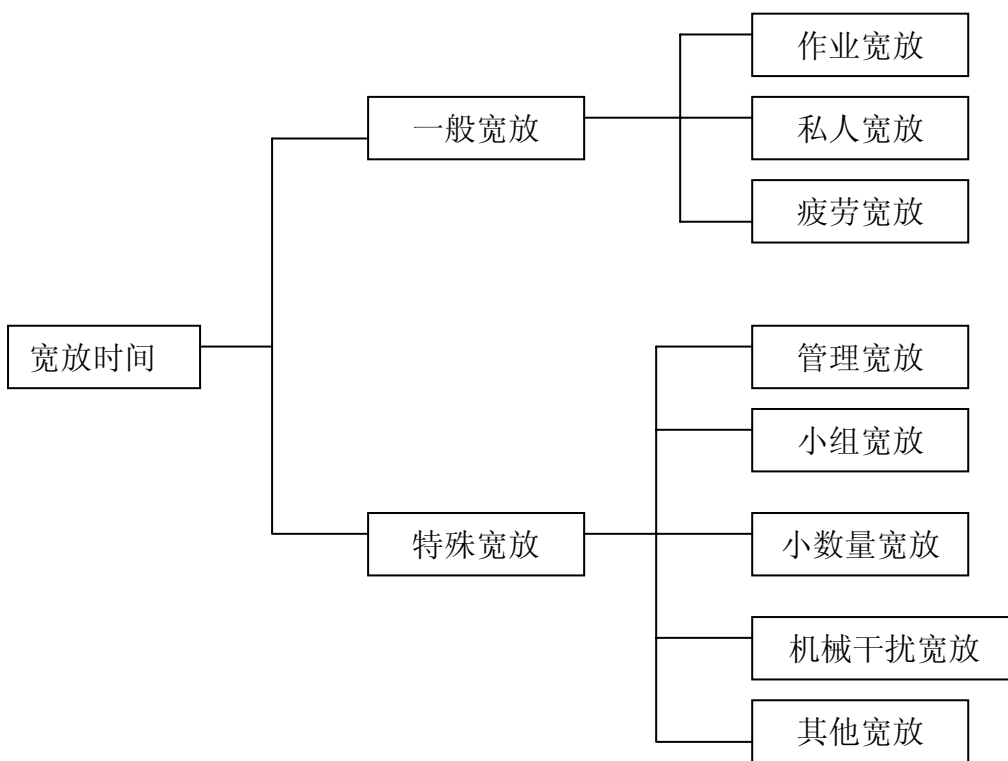 作业宽放
一般宽放
私人宽放
疲劳宽放
宽放时间
管理宽放
小组宽放
特殊宽放
小数量宽放
机械干扰宽放
其他宽放